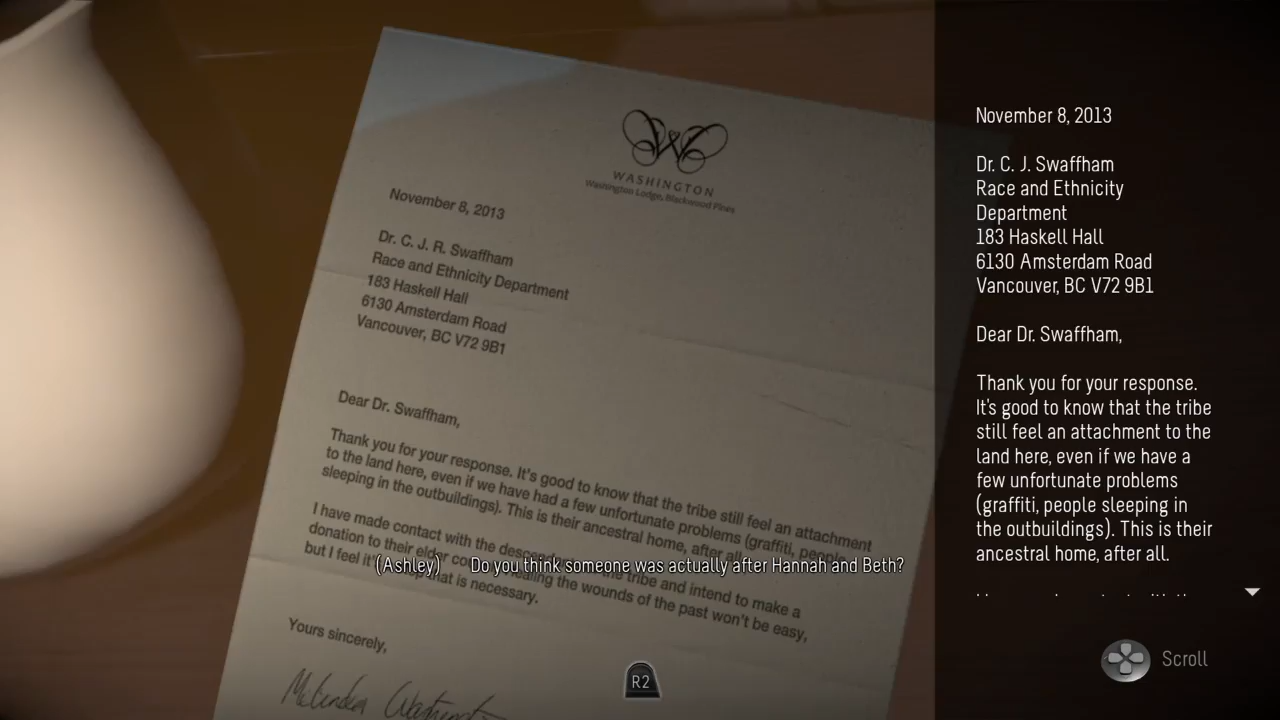 WASHINGTON
Washington Lodge, Blackwood Pines
November 8, 2013
Dr. C. J. R. Swaffham
Race and Ethnicity Department
183 Haskell Hall
6130 Amsterdam Road
Vancouver, BC V72 9B1
Dear Dr. Swaffham,
Thank you for your response. It's good to know that the tribe still feel an attachment
to the land here, even if we have had a few unfortunate problems (graffiti, people
sleeping in the outbuildings). This is their ancestral home, after all.
I have made contact with the of the tribe and intend to make a
donation to their elder healing the wounds of the past won't be easy,
but I feel it that is necessary.
Yours sincerely,
Melinda Washington
(Ashley) Do you think someone was actually after Hannah and Beth?
R2
November 8, 2013
Dr. C. J. Swaffham
Race and Ethnicity
Department
183 Haskell Hall
6130 Amsterdam Road
Vancouver, BC V72 9B1
Dear Dr. Swaffham,
Thank you for your response.
It's good to know that the tribe
still feel an attachment to the
land here, even if we have a
few unfortunate problems
(graffiti, people sleeping in
the outbuildings). This is their
ancestral home, after all.
Scroll